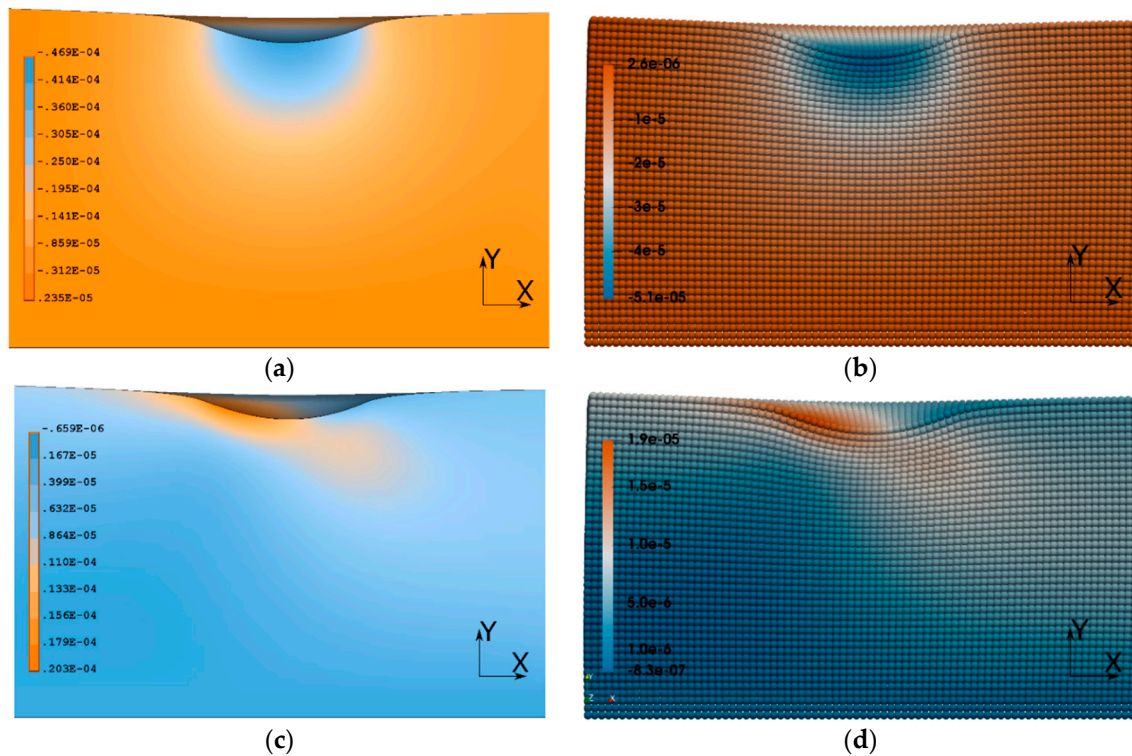 -.469E-04
-.414E-04
-.360E-04
-.305E-04
-.250E-04
-.195E-04
-.141E-04
-.859E-05
-.312E-05
.235E-05
Y
X
(a)
2.6e-06
-1e-5
-2e-5
-3e-5
-4e-5
-5.1e-05
Y
X
(b)
-.659E-06
.167E-05
.399E-05
.632E-05
.864E-05
.110E-04
.133E-04
.156E-04
.179E-04
.203E-04
Y
X
(c)
1.9e-05
1.5e-5
1.0e-5
5.0e-6
1.0e-6
-8.3e-07
Y
Z X
Y
X
(d)